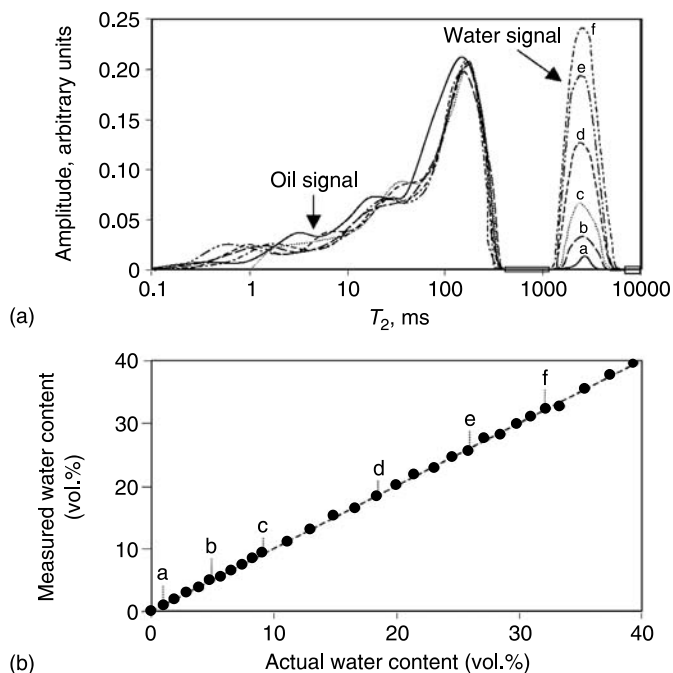 0.25
0.20
0.15
0.10
0.05
0
Amplitude, arbitrary units
Water signal
Oil signal
f
e
d
c
b
a
0.1 1 10 100 1000 10000
(a)
T2, ms
40
30
20
10
0
Measured water content
(vol.%)
a b c d e f
0 10 20 30 40
(b)
Actual water content (vol.%)